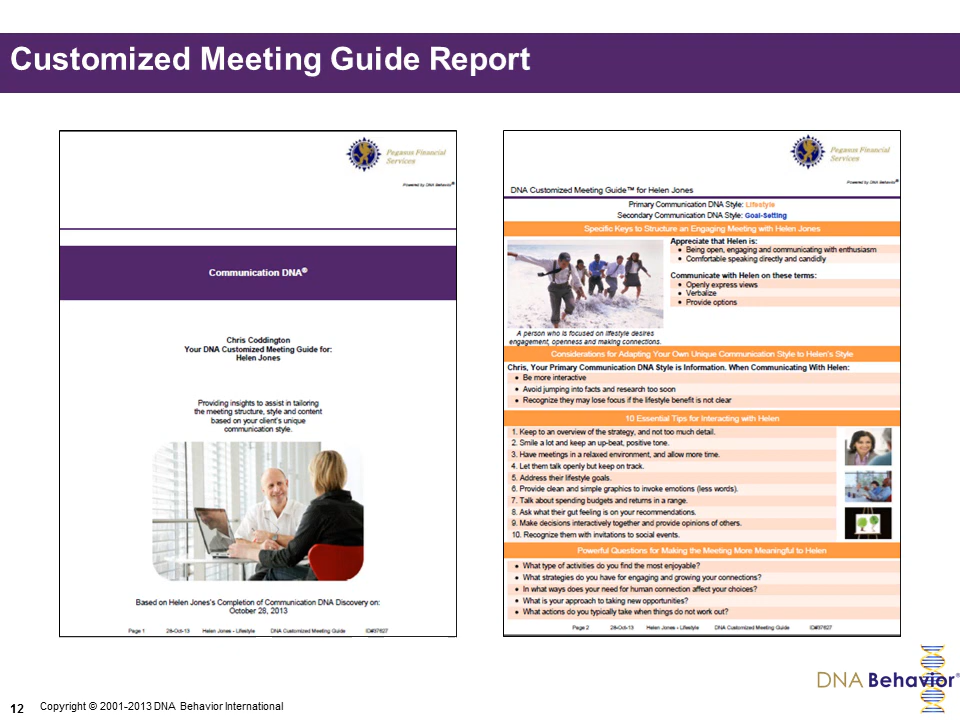 Customized Meeting Guide Report
Pegasus Financial
Services
Powered by DNA Behavior®
Communication DNA®
Chris Coddington
Your DNA Customized Meeting Guide for:
Helen Jones
Providing insights to assist in tailoring
the meeting structure, style and content
based on your client's unique
communication style.
Based on Helen Jones's Completion of Communication DNA Discovery on:
October 28, 2013
Page 1 28-Oct-13 Helen Jones - Lifestyle DNA Customized Meeting Guide ID#37627
Pegasus Financial
Services
Powered by DNA Behavior®
DNA Customized Meeting Guide™ for Helen Jones
Primary Communication DNA Style: Lifestyle
Secondary Communication DNA Style: Goal-Setting
Specific Keys to Structure an Engaging Meeting with Helen Jones
Appreciate that Helen is:
• Being open, engaging and communicating with enthusiasm
• Comfortable speaking directly and candidly
Communicate with Helen on these terms:
• Openly express views
• Verbalize
• Provide options
A person who is focused on lifestyle desires
engagement, openness and making connections.
Considerations for Adapting Your Own Unique Communication Style to Helen's Style
Chris, Your Primary Communication DNA Style is Information. When Communicating With Helen:
• Be more interactive
• Avoid jumping into facts and research too soon
• Recognize they may lose focus if the lifestyle benefit is not clear
10 Essential Tips for Interacting with Helen
1. Keep to an overview of the strategy, and not too much detail.
2. Smile a lot and keep an up-beat, positive tone.
3. Have meetings in a relaxed environment, and allow more time.
4. Let them talk openly but keep on track.
5. Address their lifestyle goals.
6. Provide clean and simple graphics to invoke emotions (less words).
7. Talk about spending budgets and returns in a range.
8. Ask what their gut feeling is on your recommendations.
9. Make decisions interactively together and provide opinions of others.
10. Recognize them with invitations to social events.
Powerful Questions for Making the Meeting More Meaningful to Helen
• What type of activities do you find the most enjoyable?
• What strategies do you have for engaging and growing your connections?
• In what ways does your need for human connection affect your choices?
• What is your approach to taking new opportunities?
• What actions do you typically take when things do not work out?
Page 2 28-Oct-13 Helen Jones - Lifestyle DNA Customized Meeting Guide ID#37627
DNA Behavior®
12 Copyright © 2001-2013 DNA Behavior International